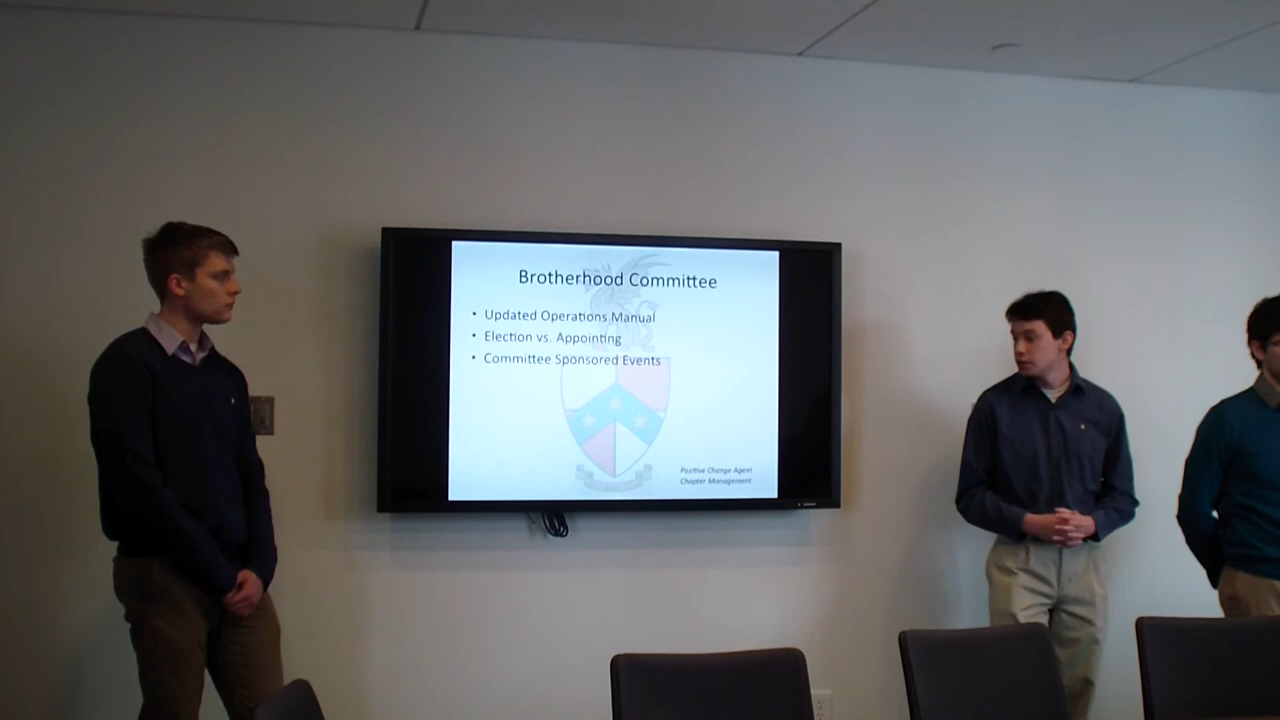 Brotherhood Committee
• Updated Operations Manual
• Election vs. Appointing
• Committee Sponsored Events
Positive Change Agent
Chapter Management